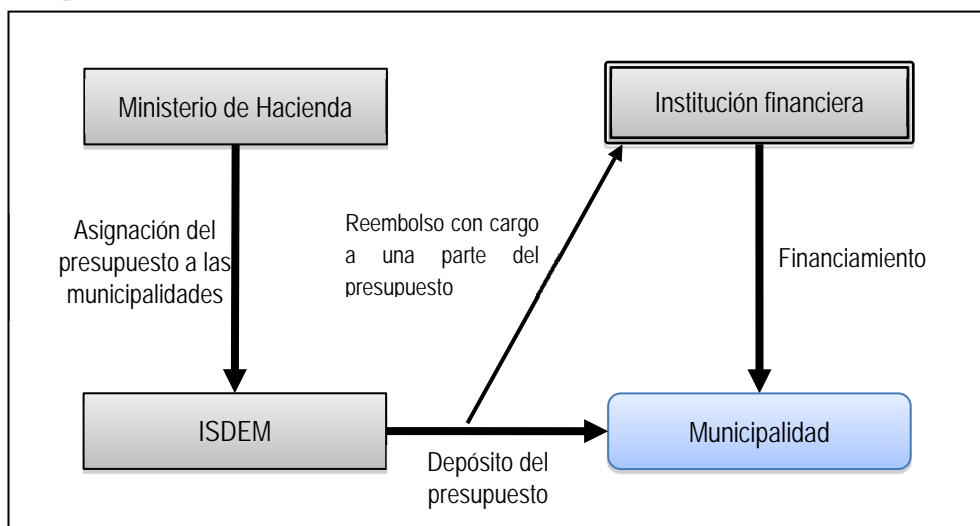 Ministerio de Hacienda
Institución financiera
Asignación del
presupuesto a las
municipalidades
Reembolso con cargo
a una parte del
presupuesto
Financiamiento
ISDEM
Municipalidad
Depósito del
presupuesto